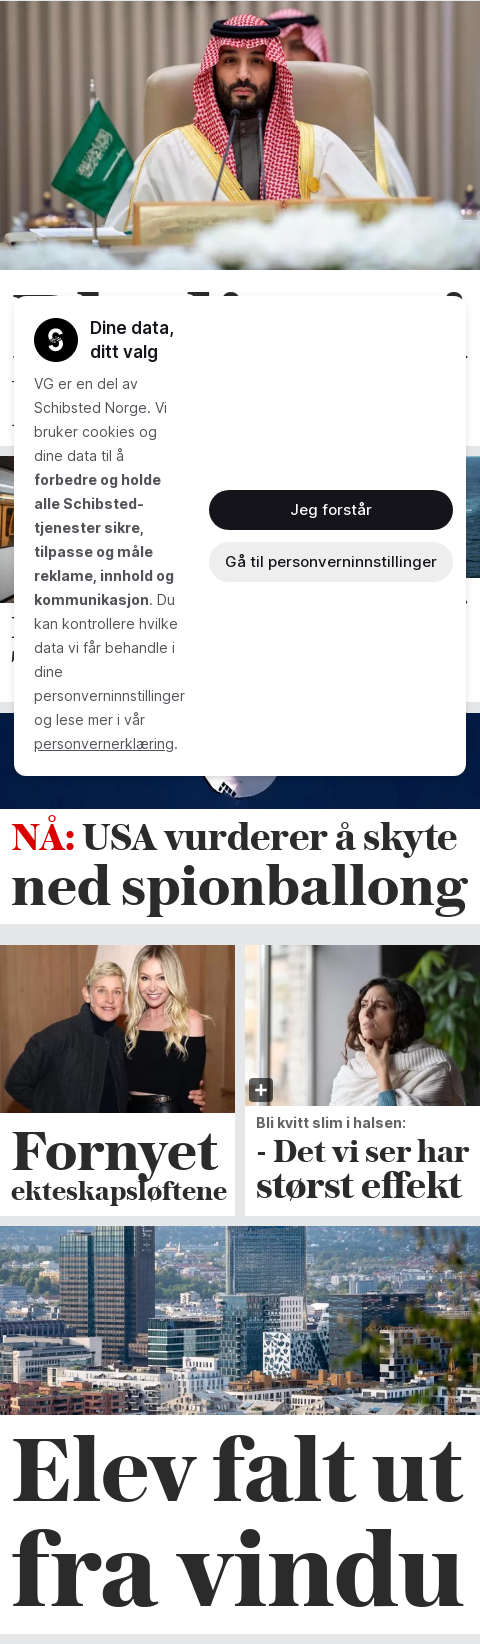 Dine data,
ditt valg
VG er en del av
Schibsted Norge. Vi
bruker cookies og
dine data til å
forbedre og holde
alle Schibsted-
tjenester sikre,
tilpasse og måle
reklame, innhold og
kommunikasjon. Du
kan kontrollere hvilke
data vi får behandle i
dine
personverninnstillinger
og lese mer i vår
personvernerklæring.
Jeg forstår
Gå til personverninnstillinger
NÅ: USA vurderer å skyte
ned spionballong
Fornyet
ekteskapsløftene
Bli kvitt slim i halsen:
- Det vi ser har
størst effekt
Elev falt ut
fra vindu